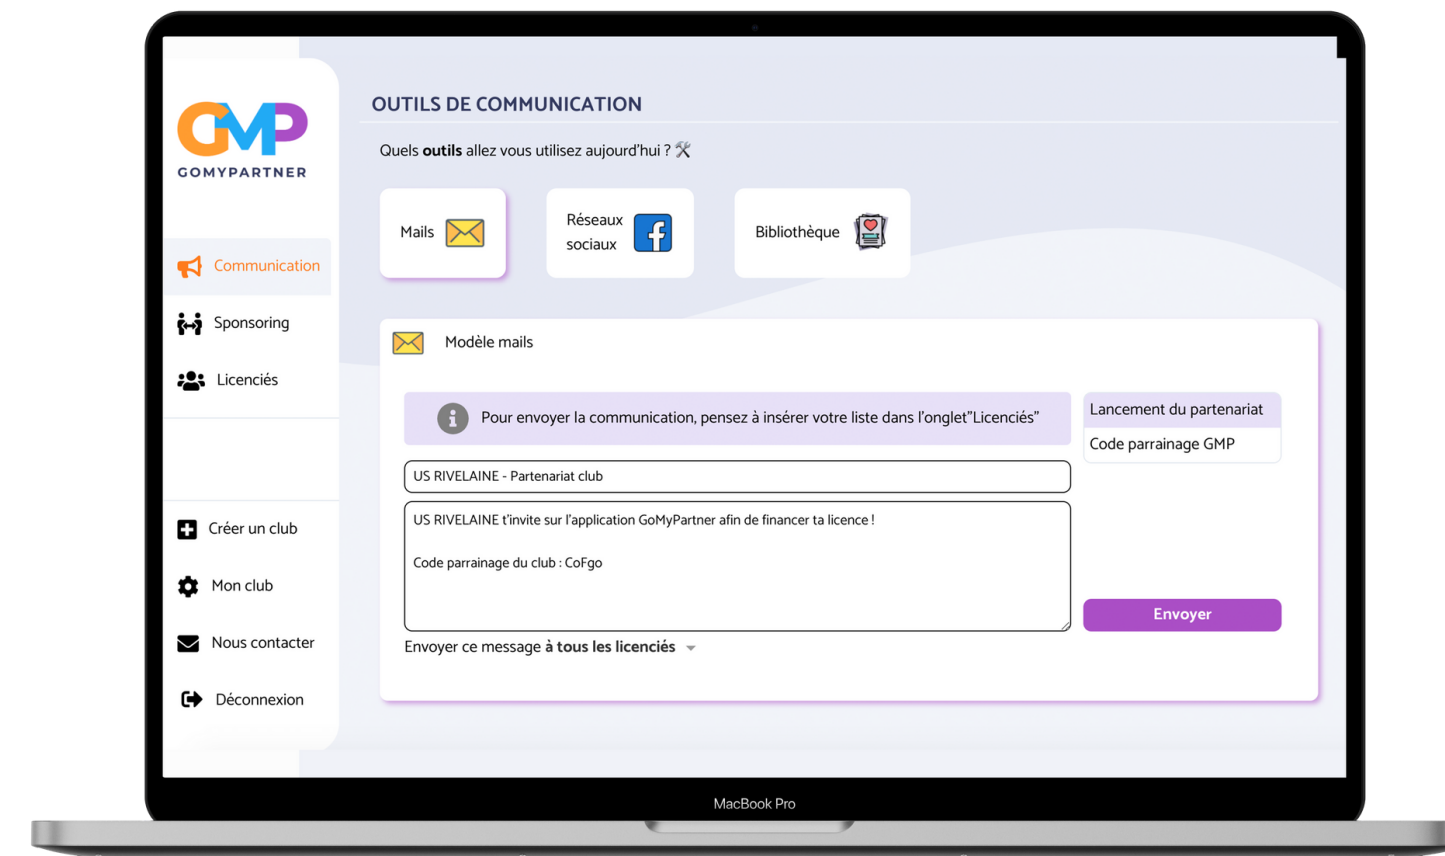 GMP
GOMYPARTNER
Communication
Sponsoring
Licenciés
Créer un club
Mon club
Nous contacter
Déconnexion
OUTILS DE COMMUNICATION
Quels outils allez vous utilisez aujourd'hui ?
Mails
Réseaux
sociaux
Bibliothèque
Modèle mails
Pour envoyer la communication, pensez à insérer votre liste dans l'onglet"Licenciés"
Lancement du partenariat
Code parrainage GMP
US RIVELAINE - Partenariat club
US RIVELAINE t'invite sur l'application GoMyPartner afin de financer ta licence !
Code parrainage du club : CoFgo
Envoyer
Envoyer ce message à tous les licenciés
MacBook Pro